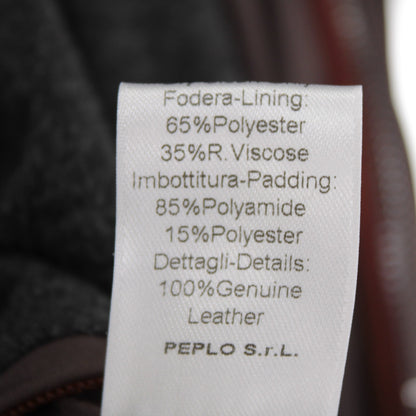 Fodera-Lining:
65%Polyester
35%R.Viscose
Imbottitura-Padding:
85%Polyamide
15%Polyester
Dettagli-Details:
100%Genuine
Leather
PEPLO S.r.L.